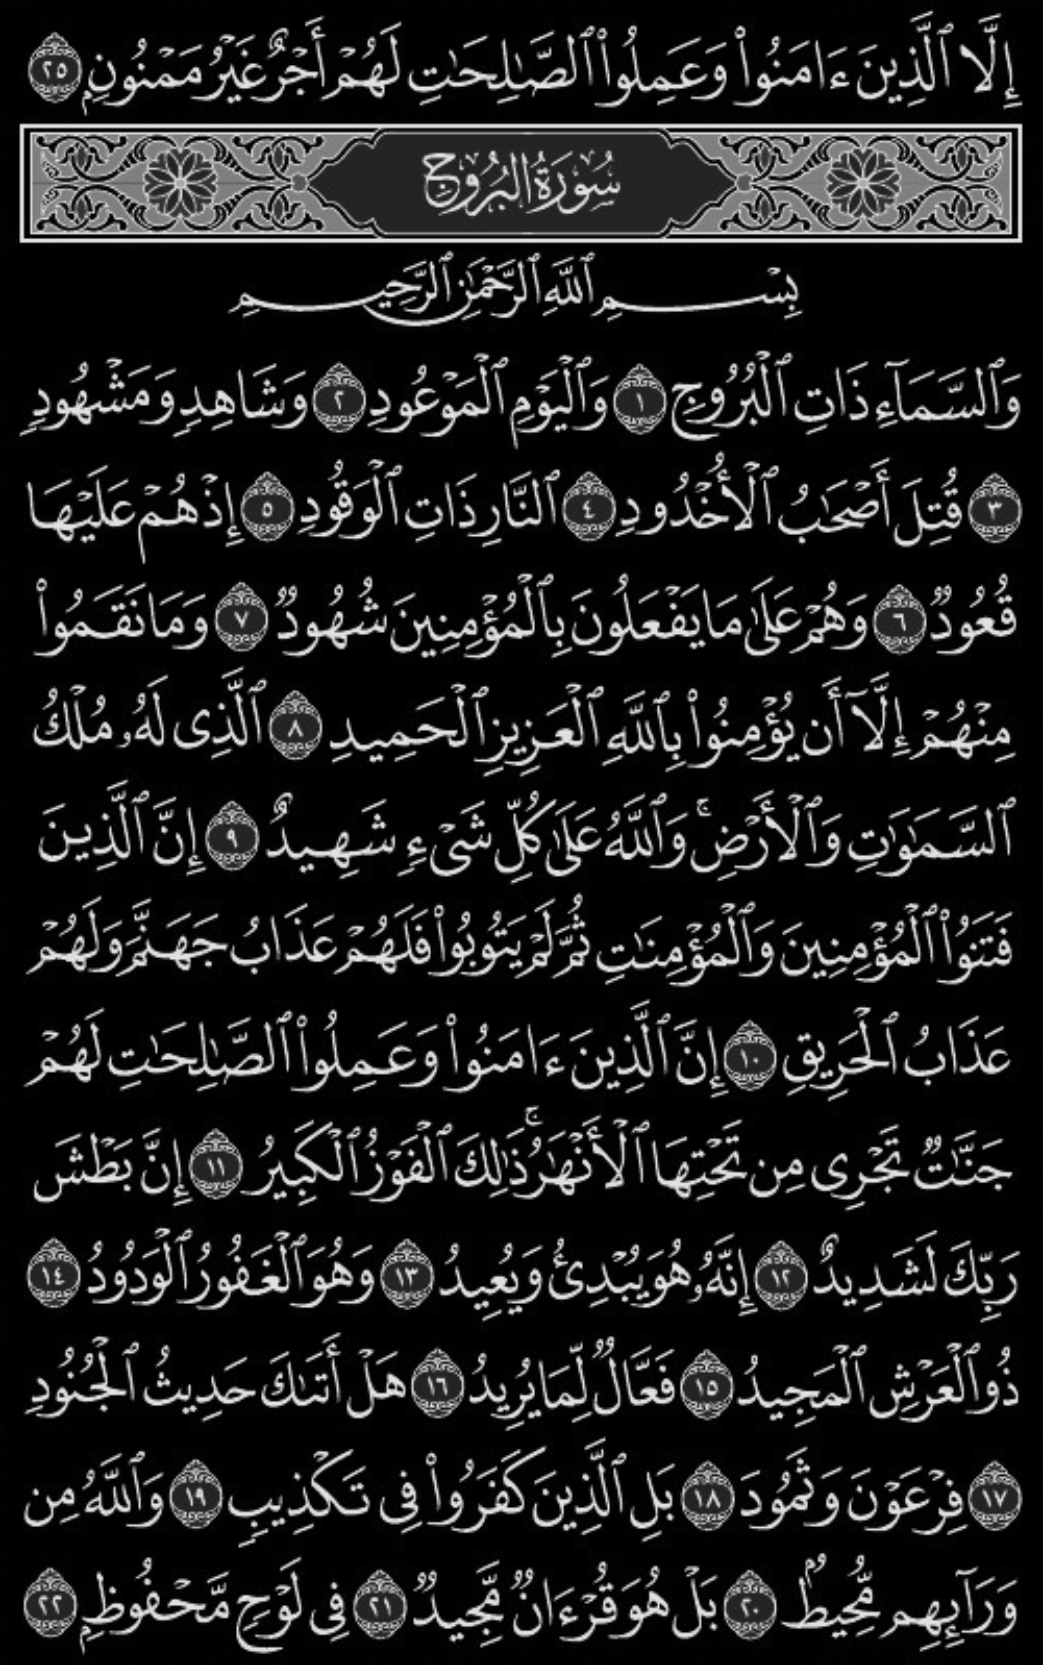 إِلَّا ٱلَّذِينَ ءَامَنُوا۟ وَعَمِلُوا۟ ٱلصَّـٰلِحَـٰتِ لَهُمْ أَجْرٌ غَيْرُ مَمْنُونٍۭ ٢٥
سُورَةُ البُرُوجِ
بِسْمِ ٱللَّهِ ٱلرَّحْمَـٰنِ ٱلرَّحِيمِ
وَٱلسَّمَآءِ ذَاتِ ٱلْبُرُوجِ ١ وَٱلْيَوْمِ ٱلْمَوْعُودِ ٢ وَشَاهِدٍ وَمَشْهُودٍ
٣ قُتِلَ أَصْحَـٰبُ ٱلْأُخْدُودِ ٤ ٱلنَّارِ ذَاتِ ٱلْوَقُودِ ٥ إِذْ هُمْ عَلَيْهَا
قُعُودٌ ٦ وَهُمْ عَلَىٰ مَا يَفْعَلُونَ بِٱلْمُؤْمِنِينَ شُهُودٌ ٧ وَمَا نَقَمُوا۟
مِنْهُمْ إِلَّآ أَن يُؤْمِنُوا۟ بِٱللَّهِ ٱلْعَزِيزِ ٱلْحَمِيدِ ٨ ٱلَّذِى لَهُۥ مُلْكُ
ٱلسَّمَـٰوَٰتِ وَٱلْأَرْضِ ۚ وَٱللَّهُ عَلَىٰ كُلِّ شَىْءٍ شَهِيدٌ ٩ إِنَّ ٱلَّذِينَ
فَتَنُوا۟ ٱلْمُؤْمِنِينَ وَٱلْمُؤْمِنَـٰتِ ثُمَّ لَمْ يَتُوبُوا۟ فَلَهُمْ عَذَابُ جَهَنَّمَ وَلَهُمْ
عَذَابُ ٱلْحَرِيقِ ١٠ إِنَّ ٱلَّذِينَ ءَامَنُوا۟ وَعَمِلُوا۟ ٱلصَّـٰلِحَـٰتِ لَهُمْ
جَنَّـٰتٌ تَجْرِى مِن تَحْتِهَا ٱلْأَنْهَـٰرُ ۚ ذَٰلِكَ ٱلْفَوْزُ ٱلْكَبِيرُ ١١ إِنَّ بَطْشَ
رَبِّكَ لَشَدِيدٌ ١٢ إِنَّهُۥ هُوَ يُبْدِئُ وَيُعِيدُ ١٣ وَهُوَ ٱلْغَفُورُ ٱلْوَدُودُ ١٤
ذُو ٱلْعَرْشِ ٱلْمَجِيدُ ١٥ فَعَّالٌ لِّمَا يُرِيدُ ١٦ هَلْ أَتَىٰكَ حَدِيثُ ٱلْجُنُودِ
١٧ فِرْعَوْنَ وَثَمُودَ ١٨ بَلِ ٱلَّذِينَ كَفَرُوا۟ فِى تَكْذِيبٍ ١٩ وَٱللَّهُ مِن
وَرَآئِهِم مُّحِيطٌۢ ٢٠ بَلْ هُوَ قُرْءَانٌ مَّجِيدٌ ٢١ فِى لَوْحٍ مَّحْفُوظٍۭ ٢٢